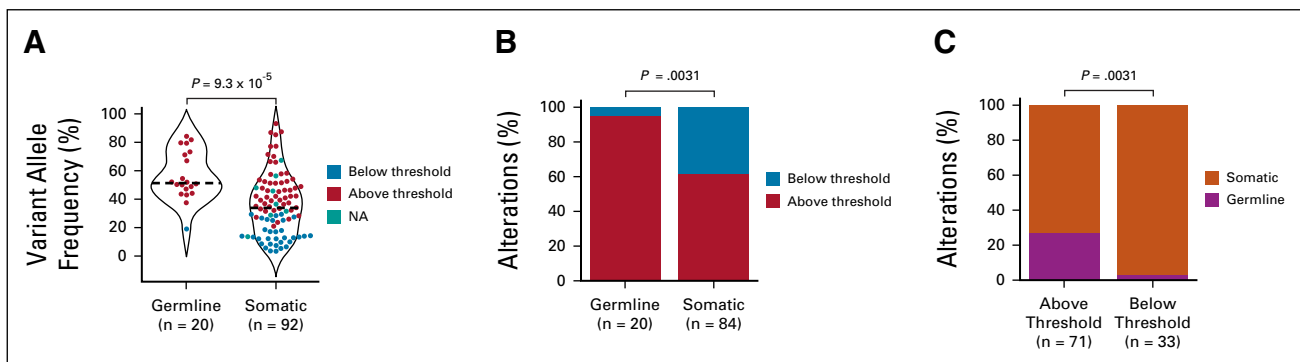 A
P = 9.3 x 10-5
Variant Allele
Frequency (%)
100
80
60
40
20
0
Germline
(n = 20)
Somatic
(n = 92)
Below threshold
Above threshold
NA
B
P = .0031
Alterations (%)
100
80
60
40
20
0
Germline
(n = 20)
Somatic
(n = 84)
Below threshold
Above threshold
C
P = .0031
Alterations (%)
100
80
60
40
20
0
Above
Threshold
(n = 71)
Below
Threshold
(n = 33)
Somatic
Germline